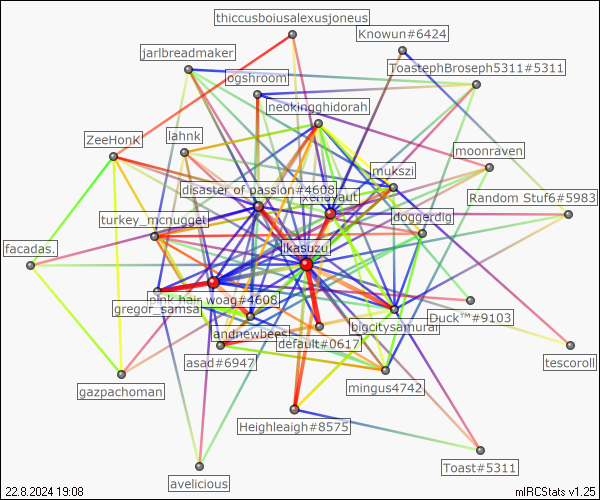 thiccusboiusalexusjoneus
Knowun#6424
jarlbreadmaker
ToastephBroseph5311#5311
ogshroom
neokingghidorah
ZeeHonK
lahnk
moonraven
mukszi
disaster of passion#4608
xenoyaut
Random Stuf6#5983
turkey_mcnugget
doggerdig
facadas.
ikasuzu
pink hair woag#4608
gregor_samsa
Duck™#9103
bigcitysamurai
andnewbees
default#0617
asad#6947
tescoroll
gazpachoman
mingus4742
Heighleaigh#8575
Toast#5311
avelicious
22.8.2024 19:08
mIRCStats v1.25